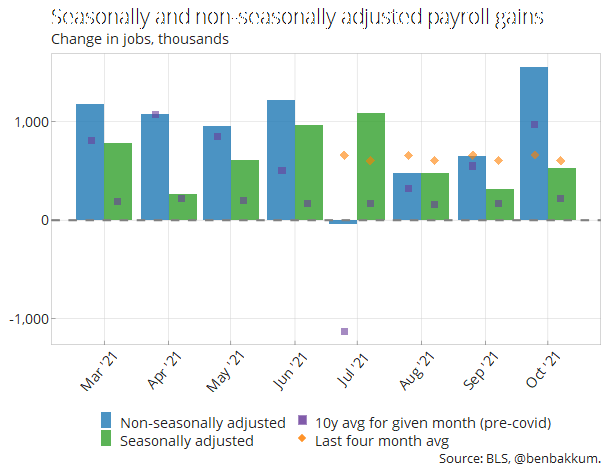 Seasonally and non-seasonally adjusted payroll gains
Change in jobs, thousands
1,000
0
-1,000
Mar '21
Apr '21
May '21
Jun '21
Jul '21
Aug '21
Sep '21
Oct '21
Non-seasonally adjusted
10y avg for given month (pre-covid)
Seasonally adjusted
Last four month avg
Source: BLS, @benbakkum.